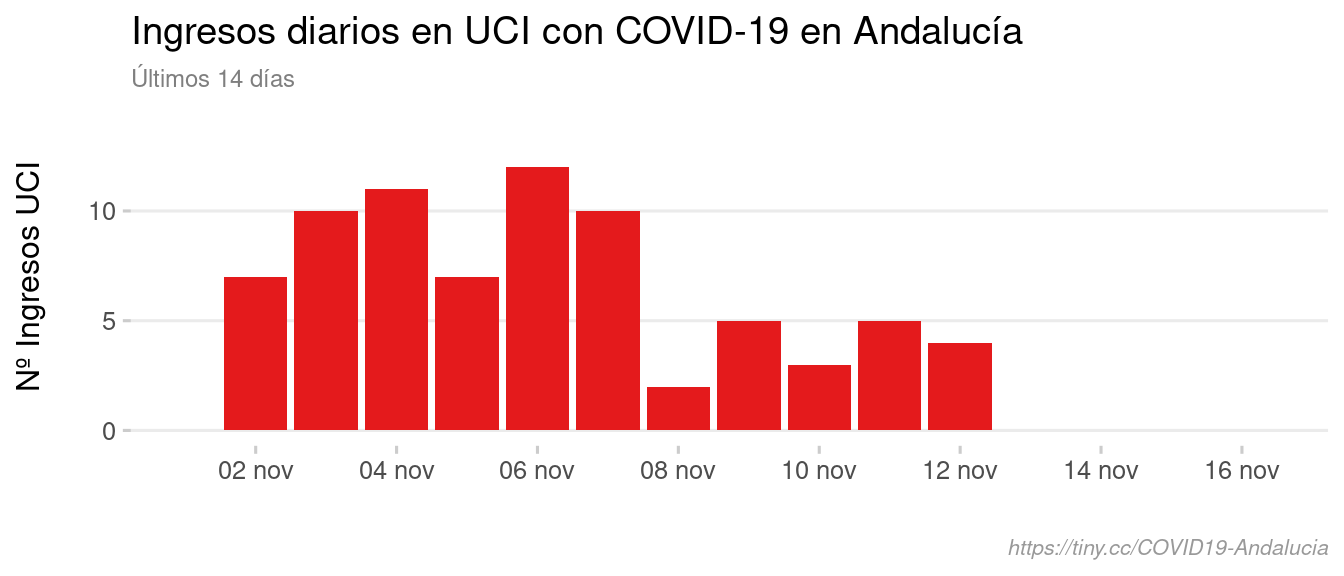 Ingresos diarios en UCI con COVID-19 en Andalucía
Últimos 14 días
Nº Ingresos UCI
10
5
0
02 nov 04 nov 06 nov 08 nov 10 nov 12 nov 14 nov 16 nov
https://tiny.cc/COVID19-Andalucia